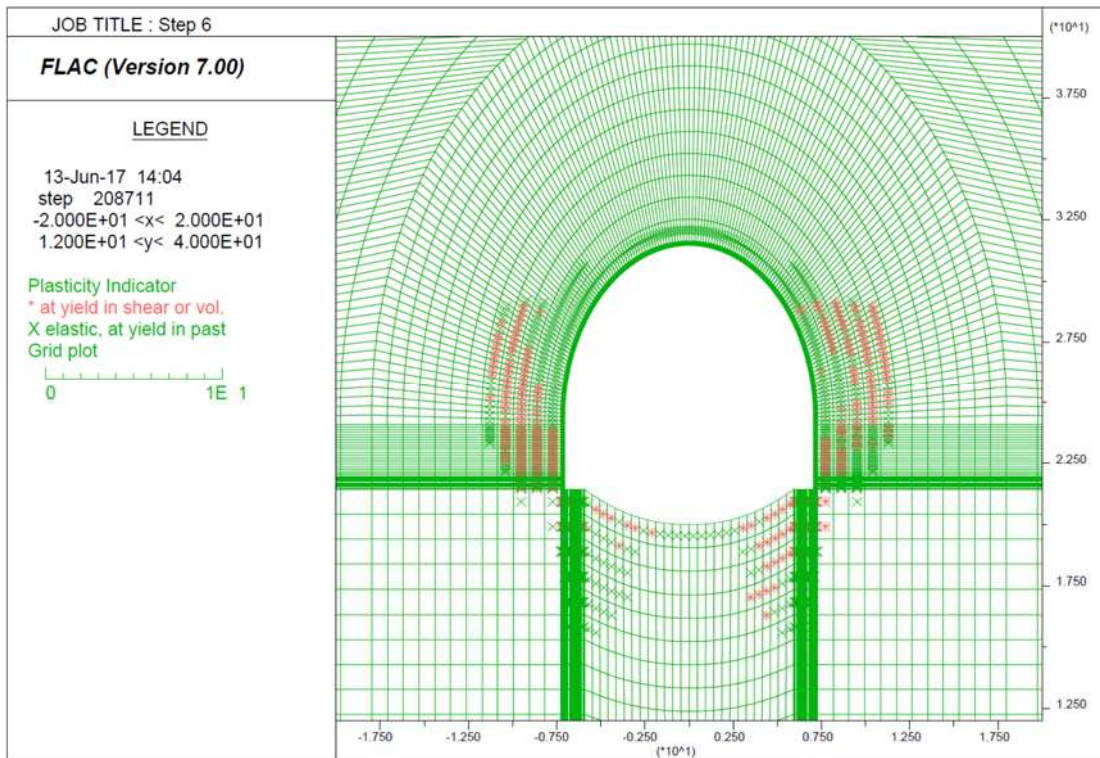 JOB TITLE : Step 6
(*10^1)
FLAC (Version 7.00)
LEGEND
13-Jun-17 14:04
step 208711
-2.000E+01 <x< 2.000E+01
1.200E+01 <y< 4.000E+01
Plasticity Indicator
* at yield in shear or vol.
X elastic, at yield in past
Grid plot
0 1E 1
3.750
3.250
2.750
2.250
1.750
1.250
-1.750 -1.250 -0.750 -0.250 0.250 0.750 1.250 1.750
(*10^1)